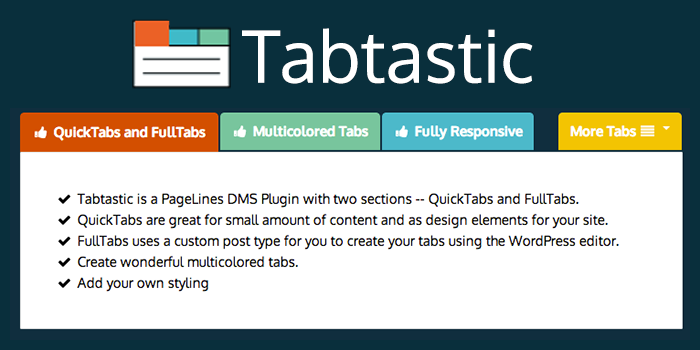 Tabtastic
QuickTabs and FullTabs
Multicolored Tabs
Fully Responsive
More Tabs
Tabtastic is a PageLines DMS Plugin with two sections -- QuickTabs and FullTabs.
QuickTabs are great for small amount of content and as design elements for your site.
FullTabs uses a custom post type for you to create your tabs using the WordPress editor.
Create wonderful multicolored tabs.
Add your own styling